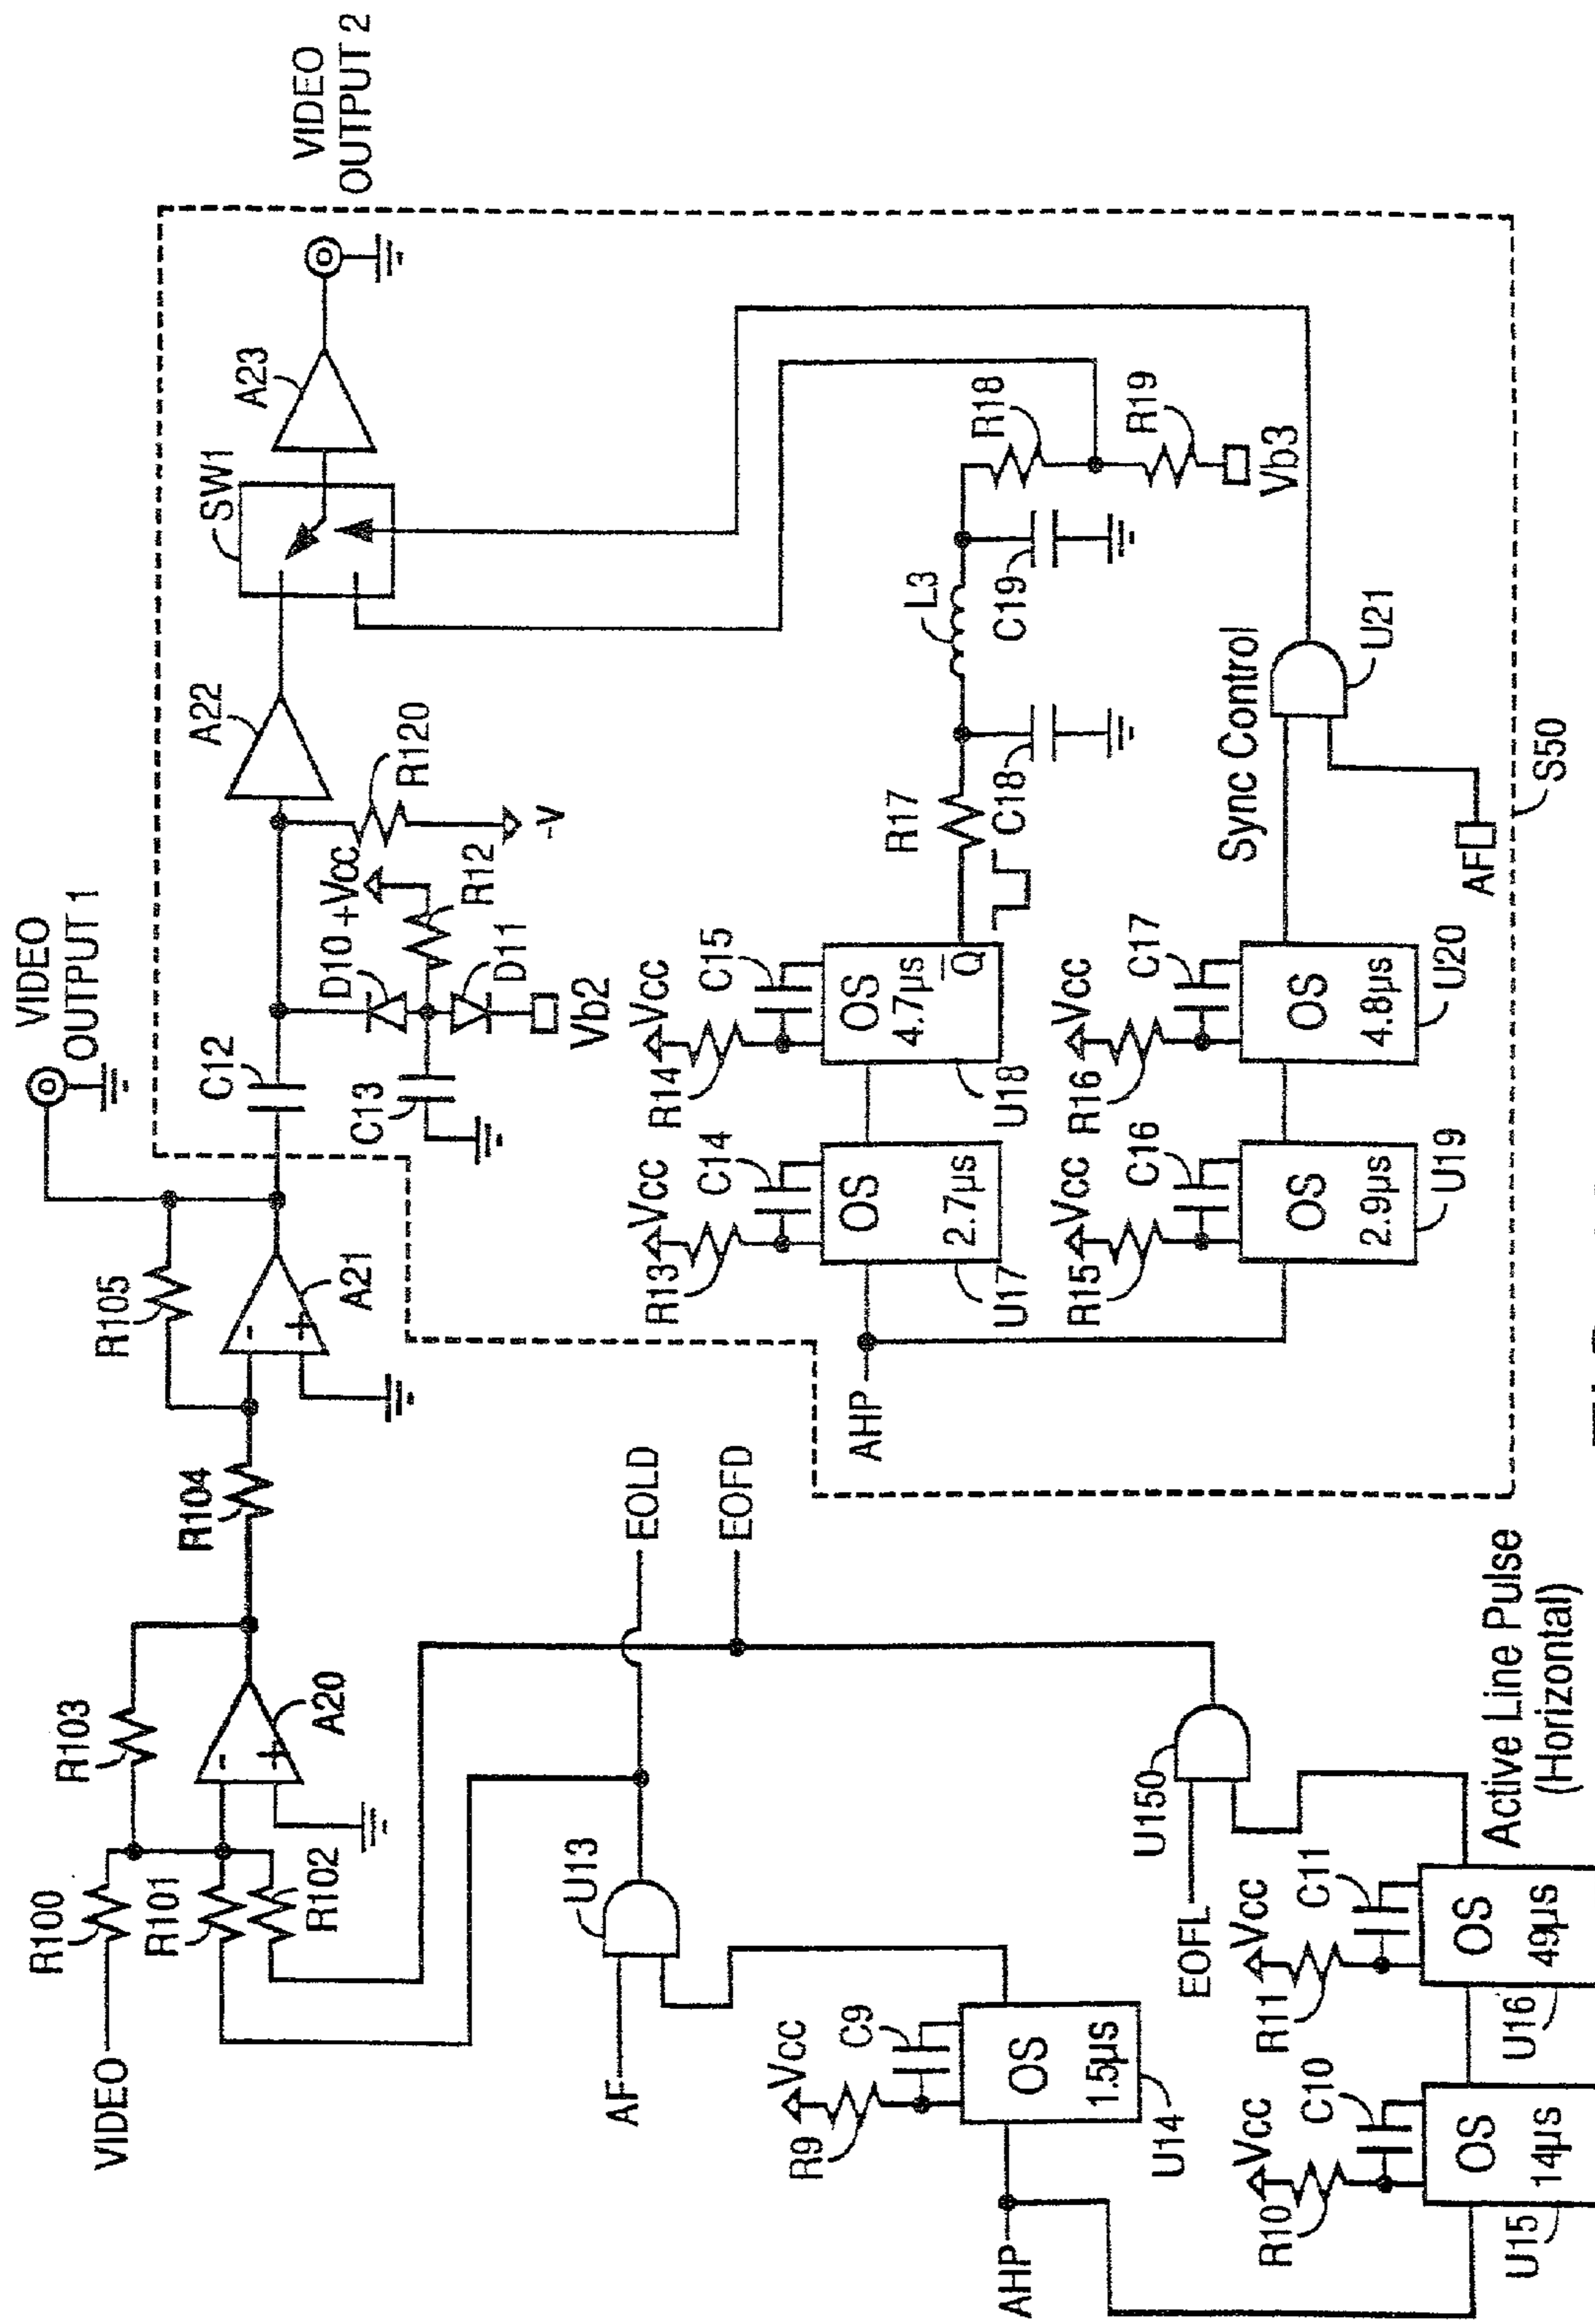 VIDEO
OUTPUT 1
VIDEO
OUTPUT 2
R105
C12
A22
SW1
A23
R103
R104
A21
D10
+Vcc
R120
-V
R100
R101
R102
A20
C13
R12
D11
Vb2
VIDEO
EOLD
EOFD
U13
AF
Vcc
R13
C14
OS
2.7µs
U17
Vcc
R14
C15
OS
4.7µs
Q
U18
R17
C18
L3
C19
R18
R19
Vb3
AHP
Vcc
R15
C16
OS
2.9µs
U19
Vcc
R16
C17
OS
4.8µs
U20
Sync Control
U21
AF
S50
Vcc
R9
C9
OS
1.5µs
U14
AHP
U150
EOFL
Vcc
R10
C10
OS
14µs
U15
Vcc
R11
C11
OS
49µs
U16
Active Line Pulse
(Horizontal)